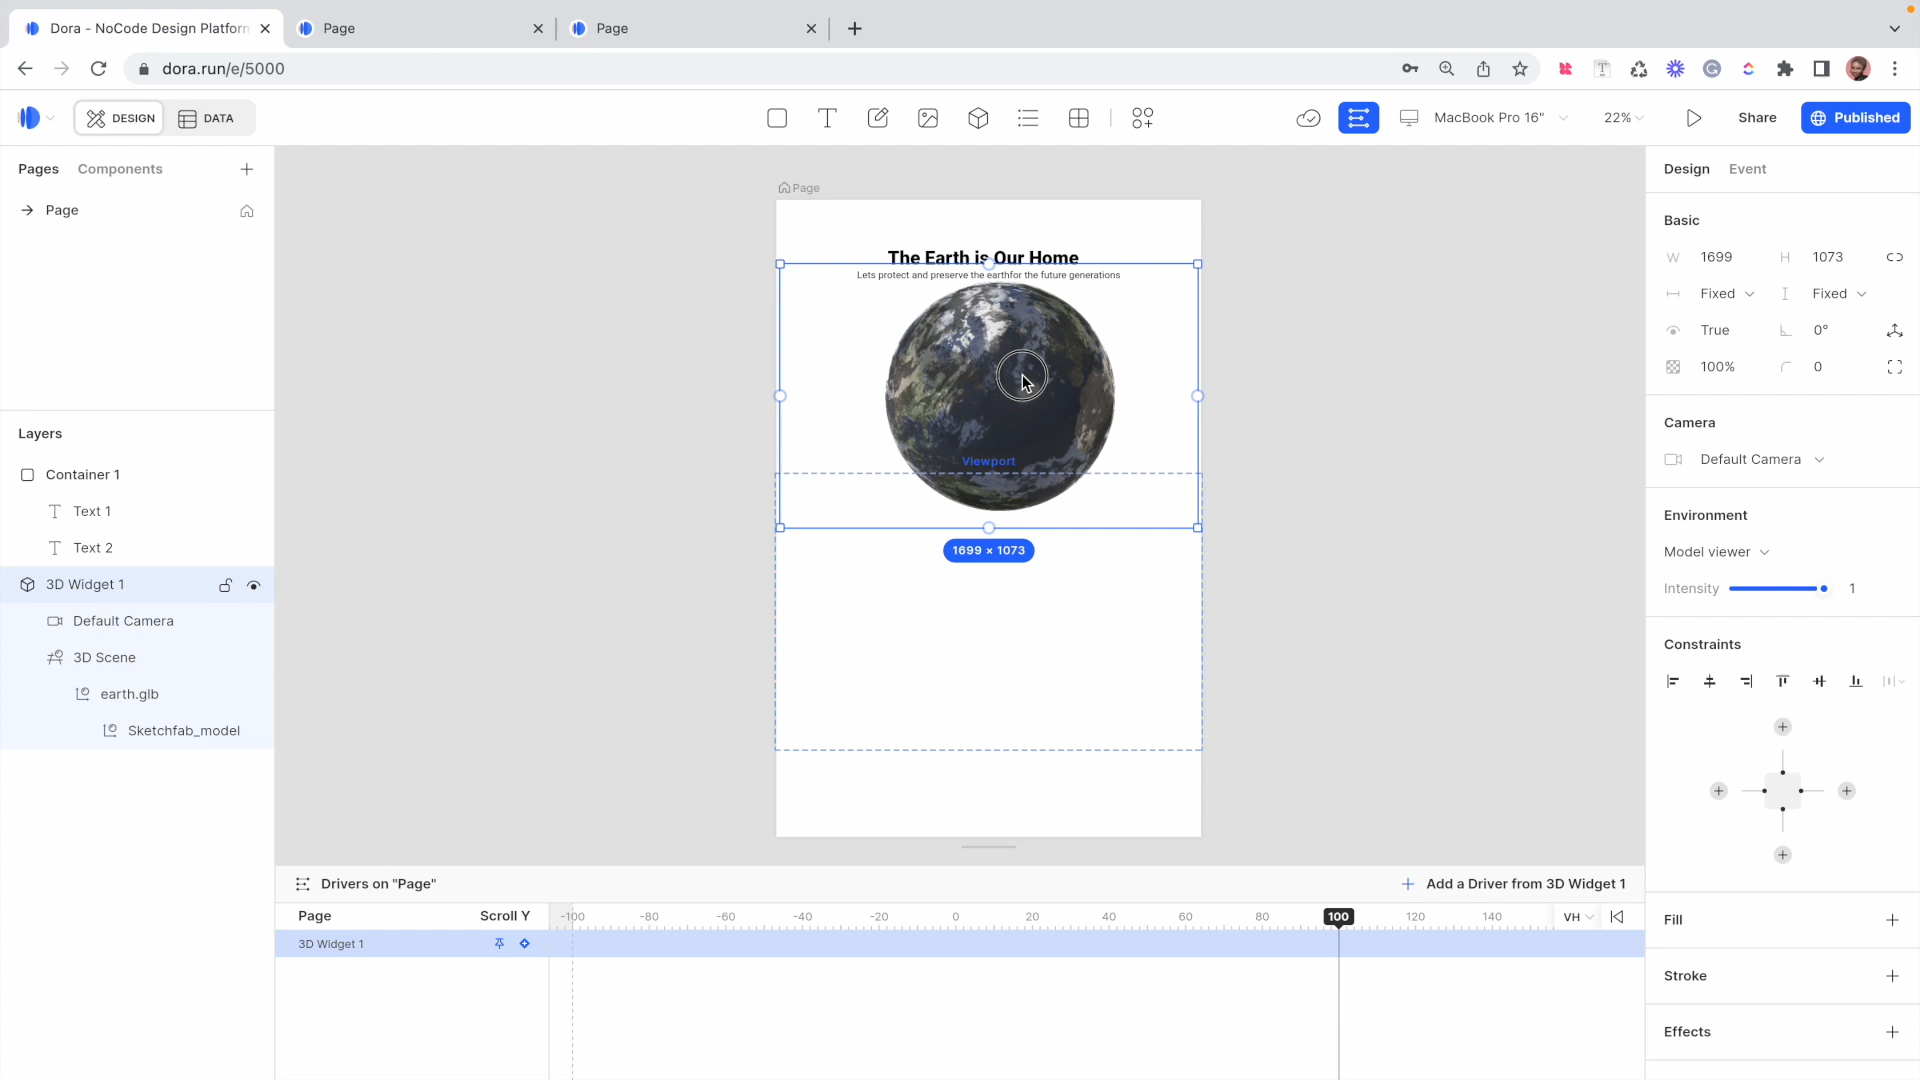 Dora - NoCode Design Platform
Page
Page
dora.run/e/5000
DESIGN
DATA
MacBook Pro 16"
22%
Share
Published
Pages
Components
Page
Layers
Container 1
Text 1
Text 2
3D Widget 1
Default Camera
3D Scene
earth.glb
Sketchfab_model
Page
The Earth is Our Home
Lets protect and preserve the earthfor the future generations
Viewport
1699 × 1073
Design
Event
Basic
W 1699 H 1073
Fixed Fixed
True 0°
100% 0
Camera
Default Camera
Environment
Model viewer
Intensity 1
Constraints
Fill
Stroke
Effects
Drivers on "Page"
Add a Driver from 3D Widget 1
Page Scroll Y
-100 -80 -60 -40 -20 0 20 40 60 80 100 120 140
VH
3D Widget 1